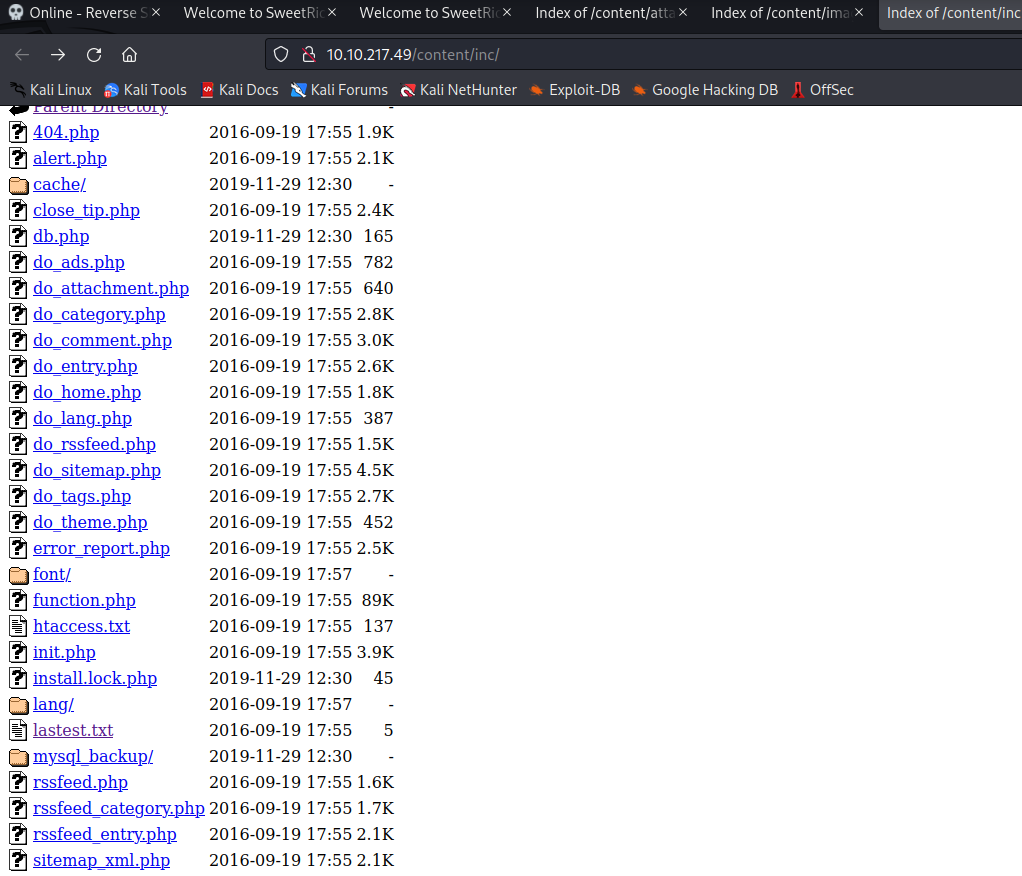 Online - Reverse S
Welcome to SweetRic
Welcome to SweetRic
Index of /content/atta
Index of /content/ima
Index of /content/inc
10.10.217.49/content/inc/
Kali Linux Kali Tools Kali Docs Kali Forums Kali NetHunter Exploit-DB Google Hacking DB OffSec
Parent Directory -
404.php 2016-09-19 17:55 1.9K
alert.php 2016-09-19 17:55 2.1K
cache/ 2019-11-29 12:30 -
close_tip.php 2016-09-19 17:55 2.4K
db.php 2019-11-29 12:30 165
do_ads.php 2016-09-19 17:55 782
do_attachment.php 2016-09-19 17:55 640
do_category.php 2016-09-19 17:55 2.8K
do_comment.php 2016-09-19 17:55 3.0K
do_entry.php 2016-09-19 17:55 2.6K
do_home.php 2016-09-19 17:55 1.8K
do_lang.php 2016-09-19 17:55 387
do_rssfeed.php 2016-09-19 17:55 1.5K
do_sitemap.php 2016-09-19 17:55 4.5K
do_tags.php 2016-09-19 17:55 2.7K
do_theme.php 2016-09-19 17:55 452
error_report.php 2016-09-19 17:55 2.5K
font/ 2016-09-19 17:57 -
function.php 2016-09-19 17:55 89K
htaccess.txt 2016-09-19 17:55 137
init.php 2016-09-19 17:55 3.9K
install.lock.php 2019-11-29 12:30 45
lang/ 2016-09-19 17:57 -
lastest.txt 2016-09-19 17:55 5
mysql_backup/ 2019-11-29 12:30 -
rssfeed.php 2016-09-19 17:55 1.6K
rssfeed_category.php 2016-09-19 17:55 1.7K
rssfeed_entry.php 2016-09-19 17:55 2.1K
sitemap_xml.php 2016-09-19 17:55 2.1K